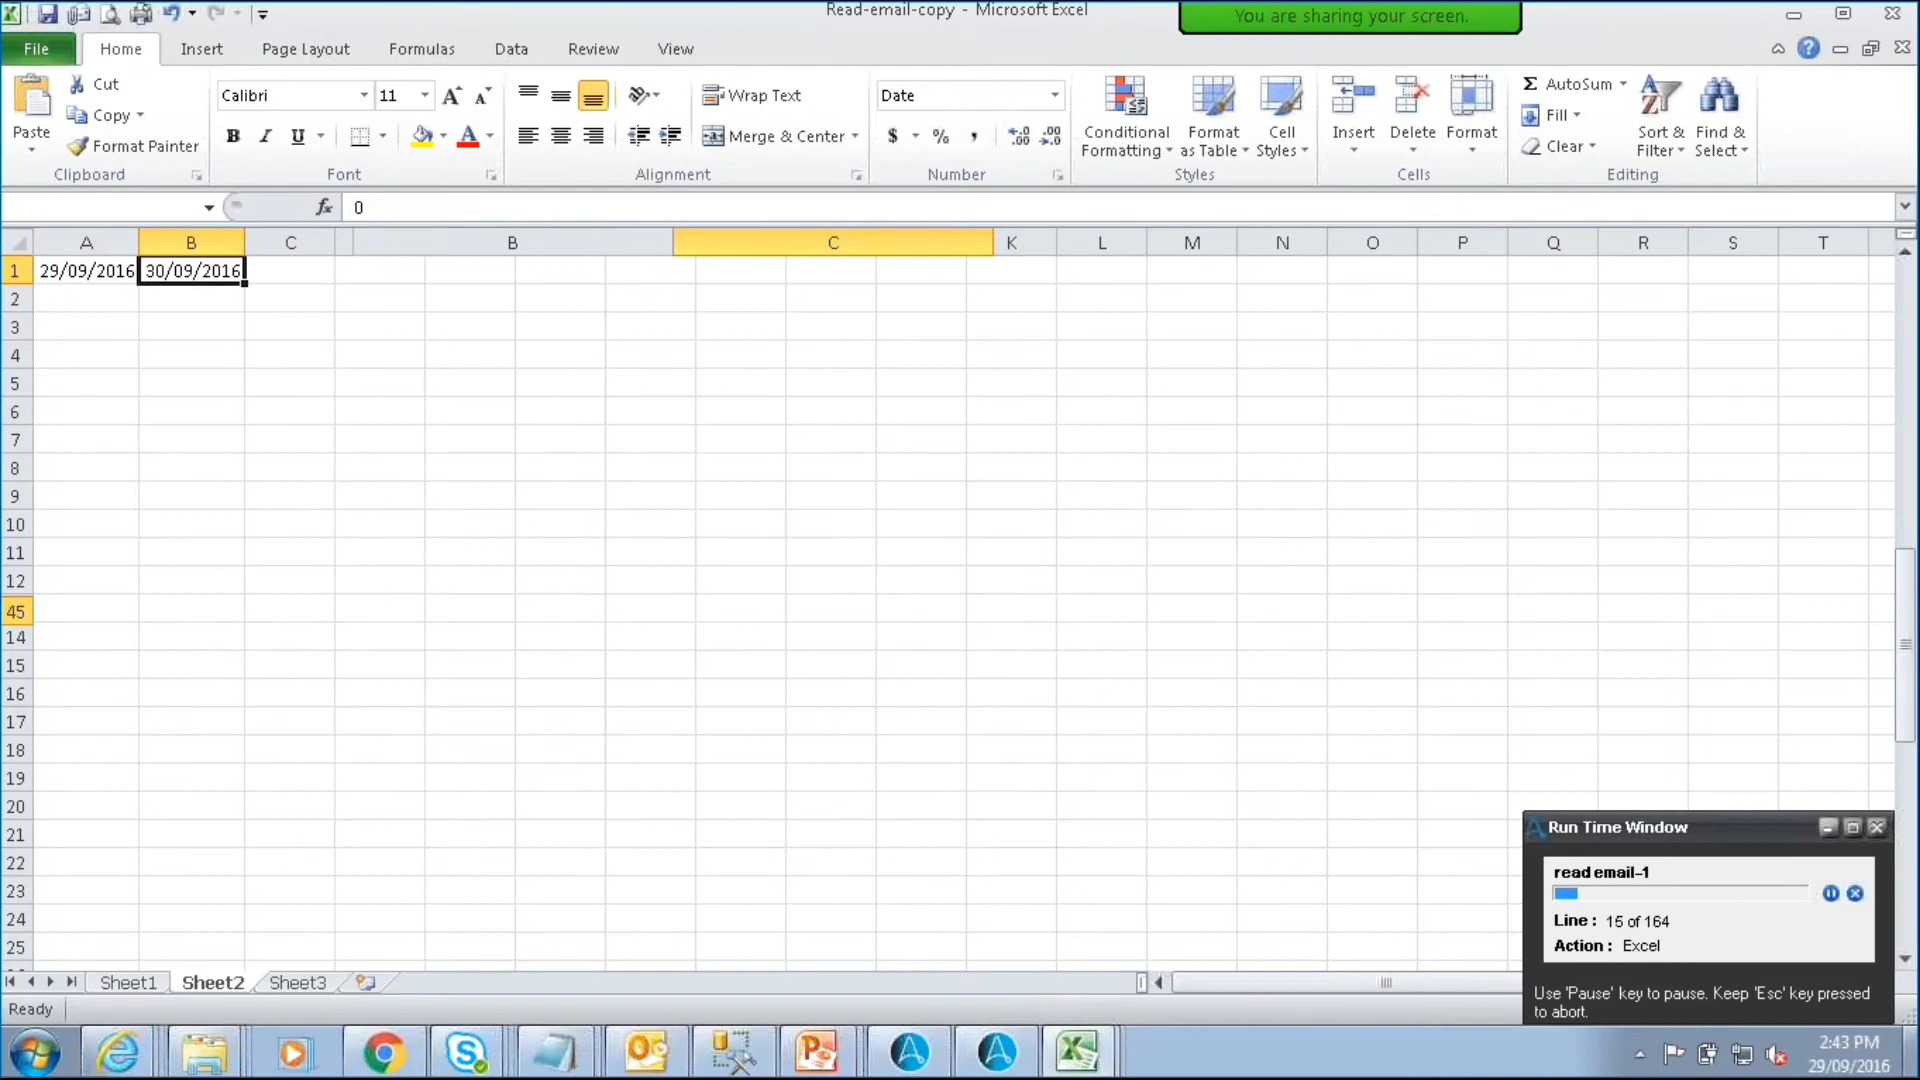 Read-email-copy - Microsoft Excel
You are sharing your screen.
File Home Insert Page Layout Formulas Data Review View
Paste
Cut
Copy
Format Painter
Clipboard
Calibri 11
B I U
Font
Wrap Text
Merge & Center
Alignment
Date
$ % ,
Number
Conditional Formatting
Format as Table
Cell Styles
Styles
Insert Delete Format
Cells
AutoSum
Fill
Clear
Sort & Filter
Find & Select
Editing
fx 0
A B C B C K L M N O P Q R S T
1 29/09/2016 30/09/2016
2
3
4
5
6
7
8
9
10
11
12
45
14
15
16
17
18
19
20
21
22
23
24
25
Run Time Window
read email-1
Line : 15 of 164
Action : Excel
Use 'Pause' key to pause. Keep 'Esc' key pressed
to abort.
Sheet1 Sheet2 Sheet3
Ready
2:43 PM
29/09/2016